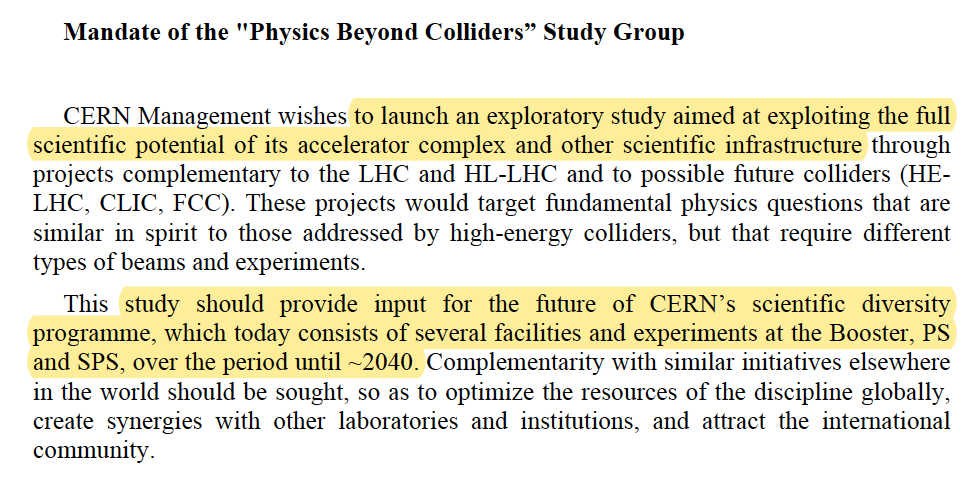 Mandate of the "Physics Beyond Colliders” Study Group
CERN Management wishes to launch an exploratory study aimed at exploiting the full
scientific potential of its accelerator complex and other scientific infrastructure through
projects complementary to the LHC and HL-LHC and to possible future colliders (HE-
LHC, CLIC, FCC). These projects would target fundamental physics questions that are
similar in spirit to those addressed by high-energy colliders, but that require different
types of beams and experiments.
This study should provide input for the future of CERN’s scientific diversity
programme, which today consists of several facilities and experiments at the Booster, PS
and SPS, over the period until ~2040. Complementarity with similar initiatives elsewhere
in the world should be sought, so as to optimize the resources of the discipline globally,
create synergies with other laboratories and institutions, and attract the international
community.